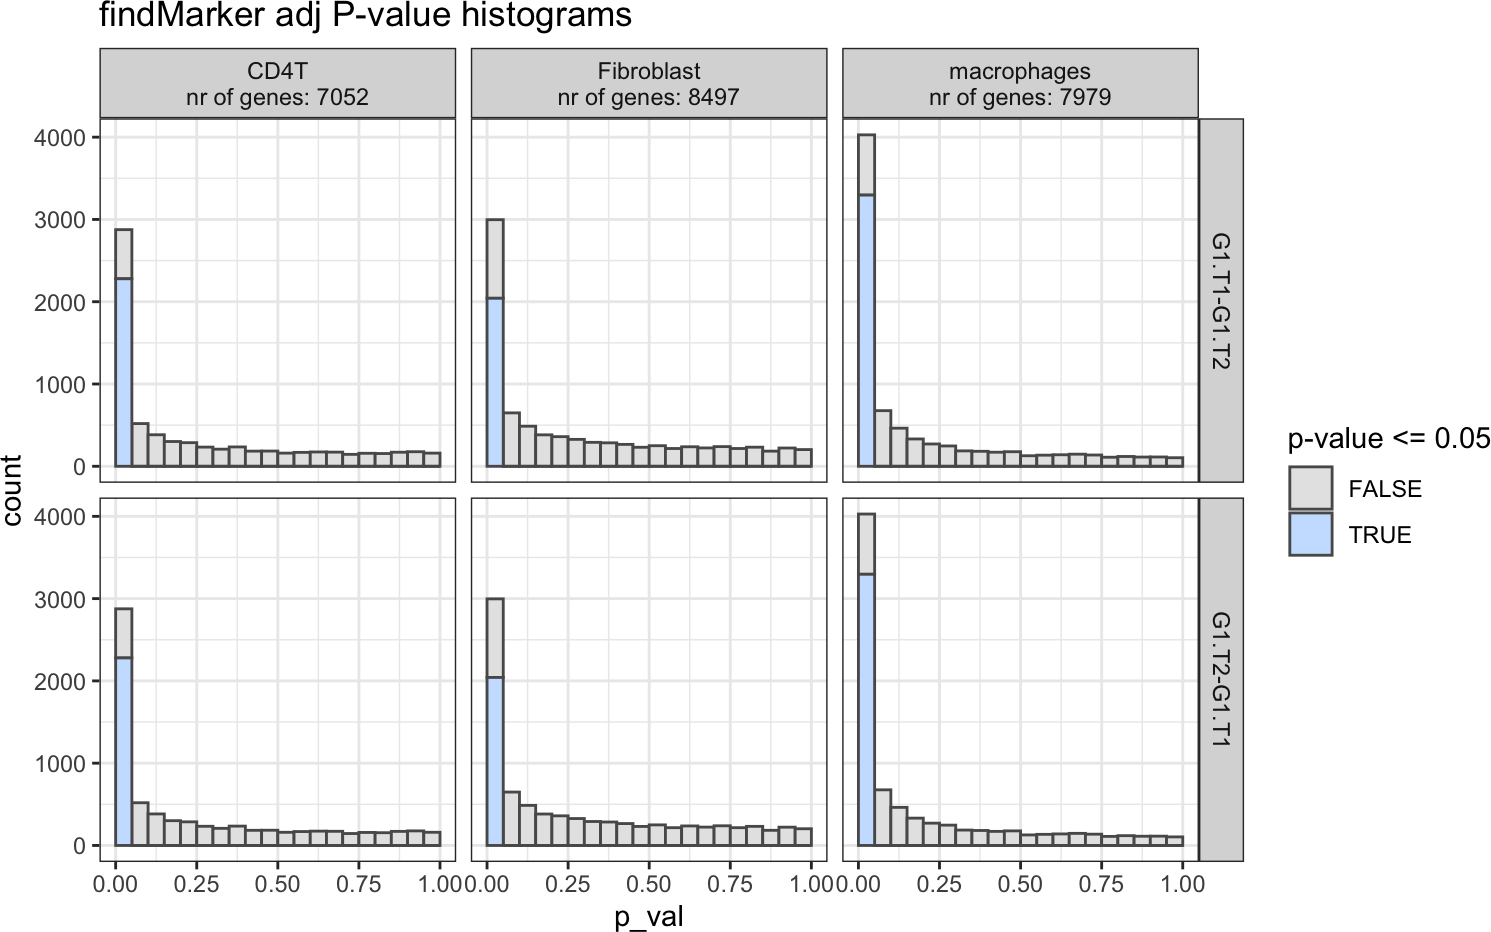 findMarker adj P-value histograms
CD4T
nr of genes: 7052
Fibroblast
nr of genes: 8497
macrophages
nr of genes: 7979
4000
3000
2000
1000
0
G1.T1-G1.T2
4000
3000
2000
1000
0
G1.T2-G1.T1
count
0.00 0.25 0.50 0.75 1.00
0.00 0.25 0.50 0.75 1.00
0.00 0.25 0.50 0.75 1.00
p_val
p-value <= 0.05
FALSE
TRUE